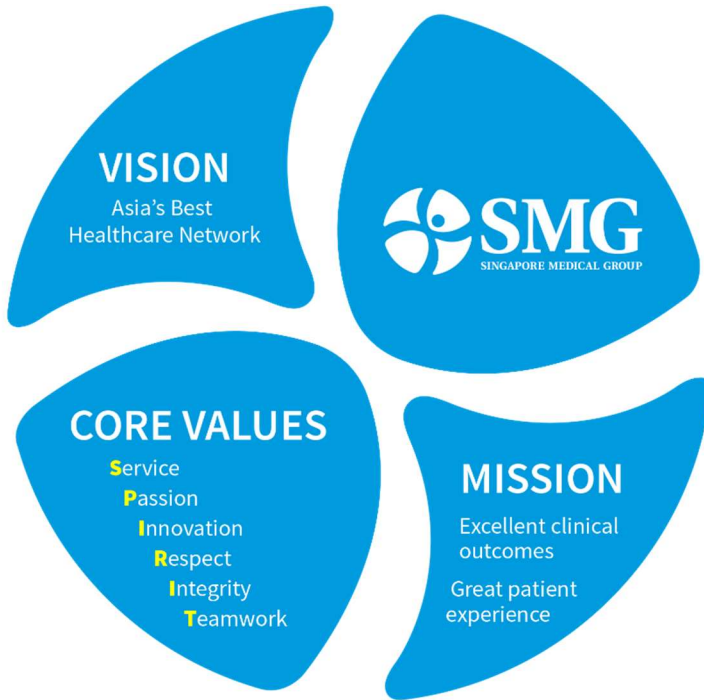 VISION
Asia's Best
Healthcare Network
SMG
SINGAPORE MEDICAL GROUP
CORE VALUES
Service
Passion
Innovation
Respect
Integrity
Teamwork
MISSION
Excellent clinical
outcomes
Great patient
experience